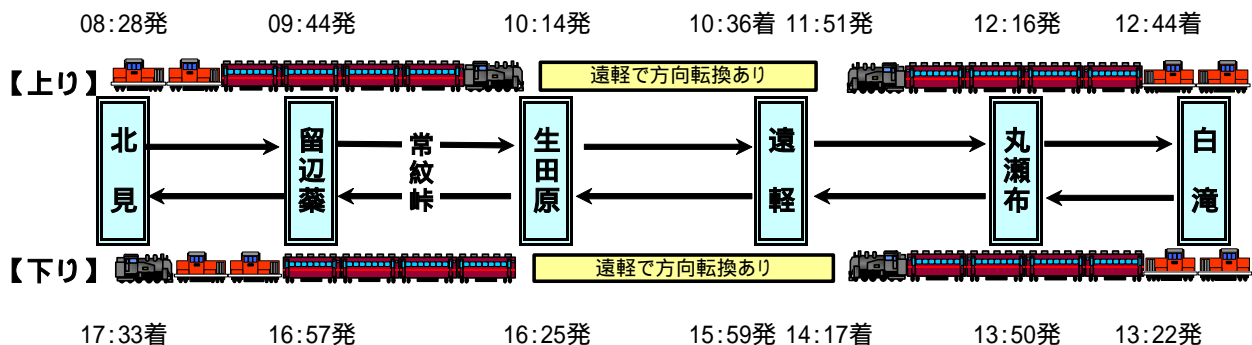 08:28発 09:44発 10:14発 10:36着 11:51発 12:16発 12:44着
【上り】
遠軽で方向転換あり
北見
留辺蘂
常紋峠
生田原
遠軽
丸瀬布
白滝
【下り】
遠軽で方向転換あり
17:33着 16:57発 16:25発 15:59発 14:17着 13:50発 13:22発